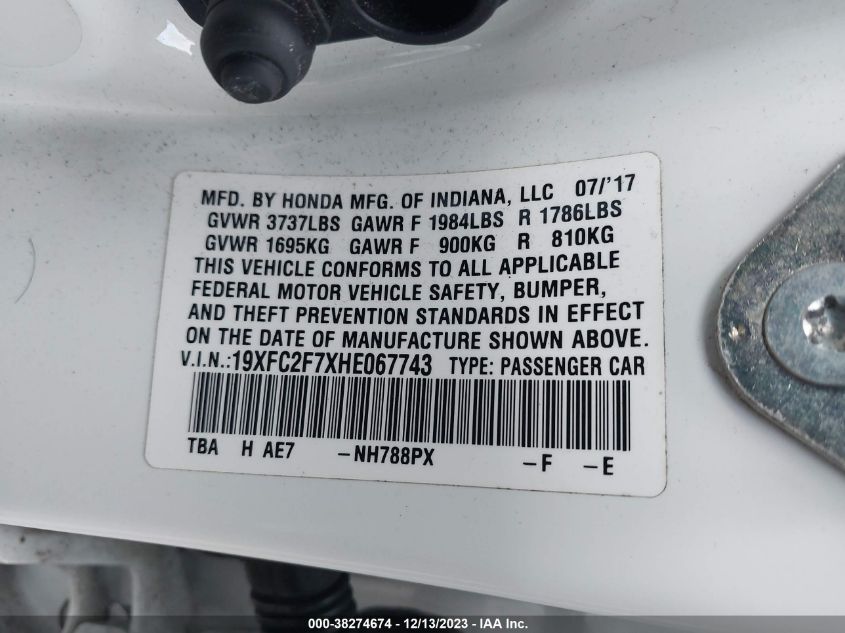 MFD. BY HONDA MFG. OF INDIANA, LLC 07/'17
GVWR 3737LBS GAWR F 1984LBS R 1786LBS
GVWR 1695KG GAWR F 900KG R 810KG
THIS VEHICLE CONFORMS TO ALL APPLICABLE
FEDERAL MOTOR VEHICLE SAFETY, BUMPER,
AND THEFT PREVENTION STANDARDS IN EFFECT
ON THE DATE OF MANUFACTURE SHOWN ABOVE.
V.I.N.:19XFC2F7XHE067743 TYPE: PASSENGER CAR
TBA H AE7 -NH788PX -F -E
000-38274674 - 12/13/2023 - IAA Inc.